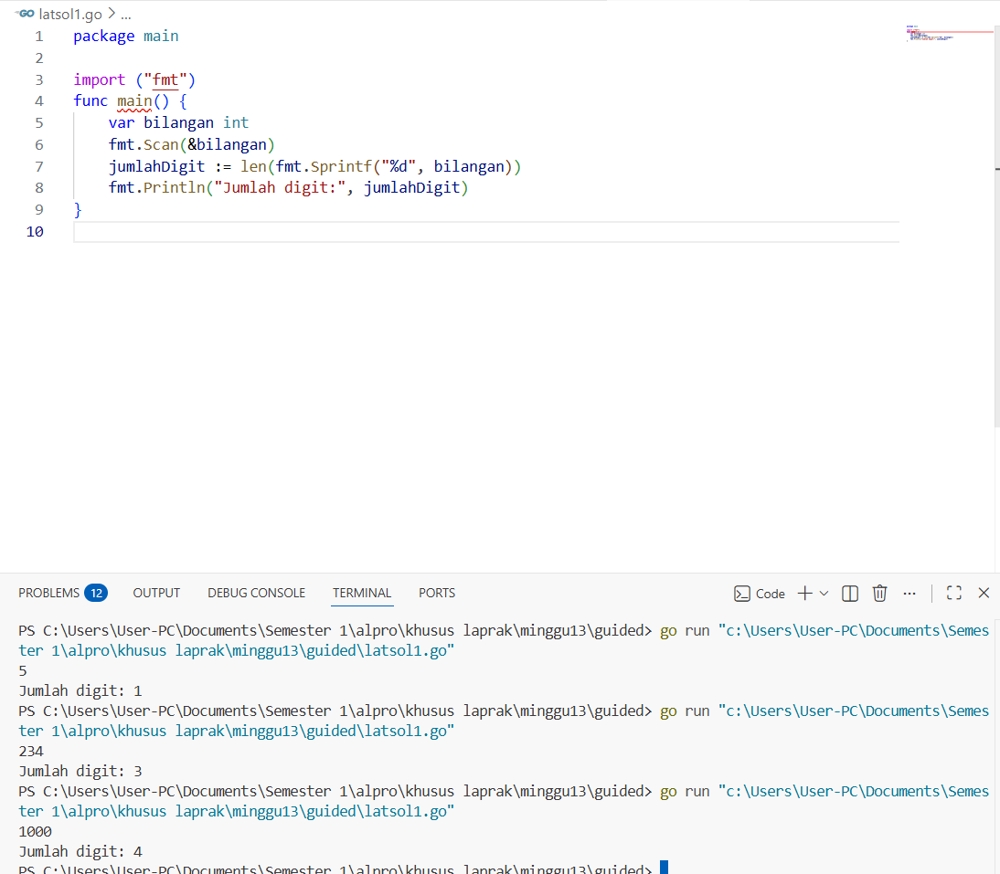 GO latsol1.go > ...
1 package main
2
3 import ("fmt")
4 func main() {
5     var bilangan int
6     fmt.Scan(&bilangan)
7     jumlahDigit := len(fmt.Sprintf("%d", bilangan))
8     fmt.Println("Jumlah digit:", jumlahDigit)
9 }
10
PROBLEMS 12 OUTPUT DEBUG CONSOLE TERMINAL PORTS Code
PS C:\Users\User-PC\Documents\Semester 1\alpro\khusus laprak\minggu13\guided> go run "c:\Users\User-PC\Documents\Semes
ter 1\alpro\khusus laprak\minggu13\guided\latsol1.go"
5
Jumlah digit: 1
PS C:\Users\User-PC\Documents\Semester 1\alpro\khusus laprak\minggu13\guided> go run "c:\Users\User-PC\Documents\Semes
ter 1\alpro\khusus laprak\minggu13\guided\latsol1.go"
234
Jumlah digit: 3
PS C:\Users\User-PC\Documents\Semester 1\alpro\khusus laprak\minggu13\guided> go run "c:\Users\User-PC\Documents\Semes
ter 1\alpro\khusus laprak\minggu13\guided\latsol1.go"
1000
Jumlah digit: 4
PS C:\Users\User-PC\Documents\Semester 1\alpro\khusus laprak\minggu13\guided>